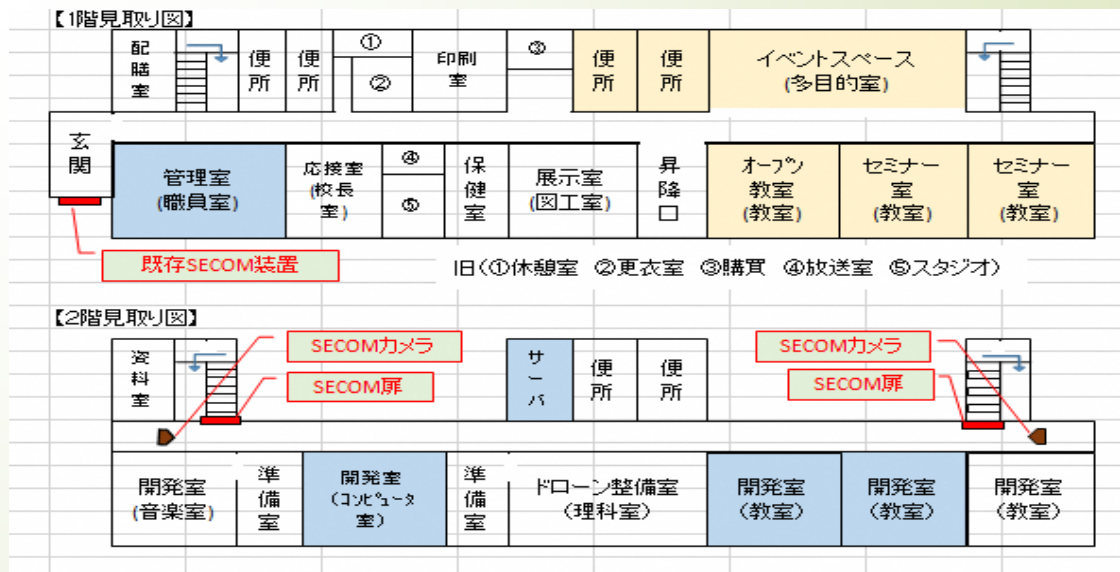 【1階見取り図】
配膳室
便所
便所
①
②
印刷室
③
便所
便所
イベントスペース
(多目的室)
玄関
管理室
(職員室)
応接室
(校長室)
④
⑤
保健室
展示室
(図工室)
昇降口
オープン
教室
(教室)
セミナー
室
(教室)
セミナー
室
(教室)
既存SECOM装置
旧(①休憩室 ②更衣室 ③購買 ④放送室 ⑤スタジオ)
【2階見取り図】
資料室
SECOMカメラ
SECOM扉
サーバ
便所
便所
SECOMカメラ
SECOM扉
開発室
(音楽室)
準備室
開発室
(コンピュータ
室)
準備室
ドローン整備室
(理科室)
開発室
(教室)
開発室
(教室)
開発室
(教室)